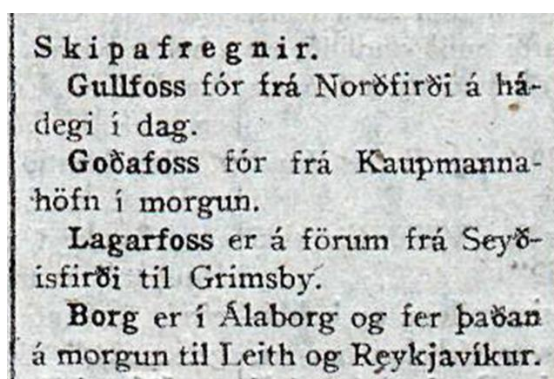 Skipafregnir.
Gullfoss fór frá Norðfirði á há-
degi í dag.
Goðafoss fór frá Kaupmanna-
höfn í morgun.
Lagarfoss er á förum frá Seyð-
isfirði til Grimsby.
Borg er í Álaborg og fer þaðan
á morgun til Leith og Reykjavíkur.